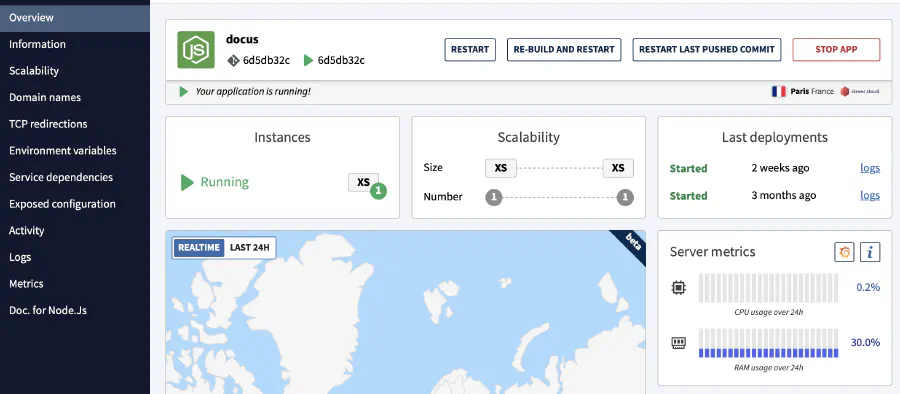 Overview
Information
Scalability
Domain names
TCP redirections
Environment variables
Service dependencies
Exposed configuration
Activity
Logs
Metrics
Doc. for Node.Js
docus
6d5db32c 6d5db32c
RESTART RE-BUILD AND RESTART RESTART LAST PUSHED COMMIT STOP APP
Your application is running!
Paris France clever cloud
Instances
Running XS 1
Scalability
Size XS XS
Number 1 1
Last deployments
Started 2 weeks ago logs
Started 3 months ago logs
REALTIME LAST 24H
beta
Server metrics
0.2%
CPU usage over 24h
30.0%
RAM usage over 24h